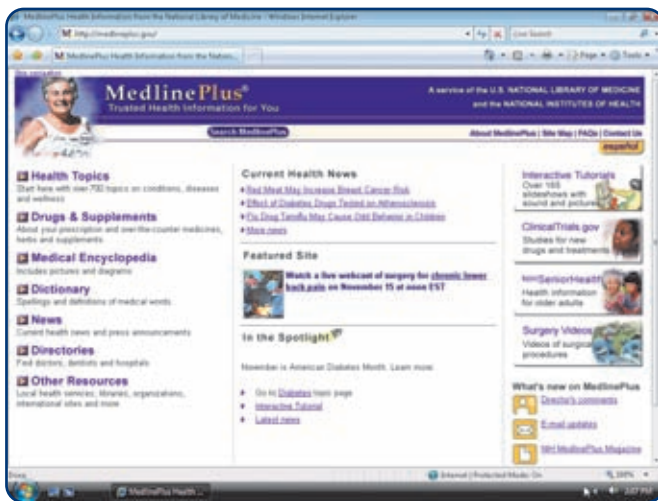 MedlinePlus Health Information from the National Library of Medicine - Windows Internet Explorer
http://medlineplus.gov/
Live Search
MedlinePlus Health Information from the Nation...
Page
Tools
MedlinePlus®
Trusted Health Information for You
A service of the U.S. NATIONAL LIBRARY OF MEDICINE
and the NATIONAL INSTITUTES OF HEALTH
Search MedlinePlus
About MedlinePlus | Site Map | FAQs | Contact Us
español
Health Topics
Start here with over 700 topics on conditions, diseases
and wellness
Drugs & Supplements
About your prescription and over-the-counter medicines,
herbs and supplements
Medical Encyclopedia
Includes pictures and diagrams
Dictionary
Spellings and definitions of medical words
News
Current health news and press announcements
Directories
Find doctors, dentists and hospitals
Other Resources
Local health services, libraries, organizations,
international sites and more
Current Health News
Red Meat May Increase Breast Cancer Risk
Effect of Diabetes Drugs Tested on Atherosclerosis
Flu Drug Tamiflu May Cause Odd Behavior in Children
More news
Featured Site
Watch a live webcast of surgery for chronic lower
back pain on November 15 at noon EST
In the Spotlight
November is American Diabetes Month. Learn more:
Go to Diabetes topic page
Interactive Tutorial
Latest news
Interactive Tutorials
Over 165
slideshows with
sound and pictures
ClinicalTrials.gov
Studies for new
drugs and treatments
NIHSeniorHealth
Health information
for older adults
Surgery Videos
Videos of surgical
procedures
What's new on MedlinePlus
Director's comments
E-mail updates
NIH MedlinePlus Magazine
Done
Internet | Protected Mode: On
MedlinePlus Health ...
2:07 PM